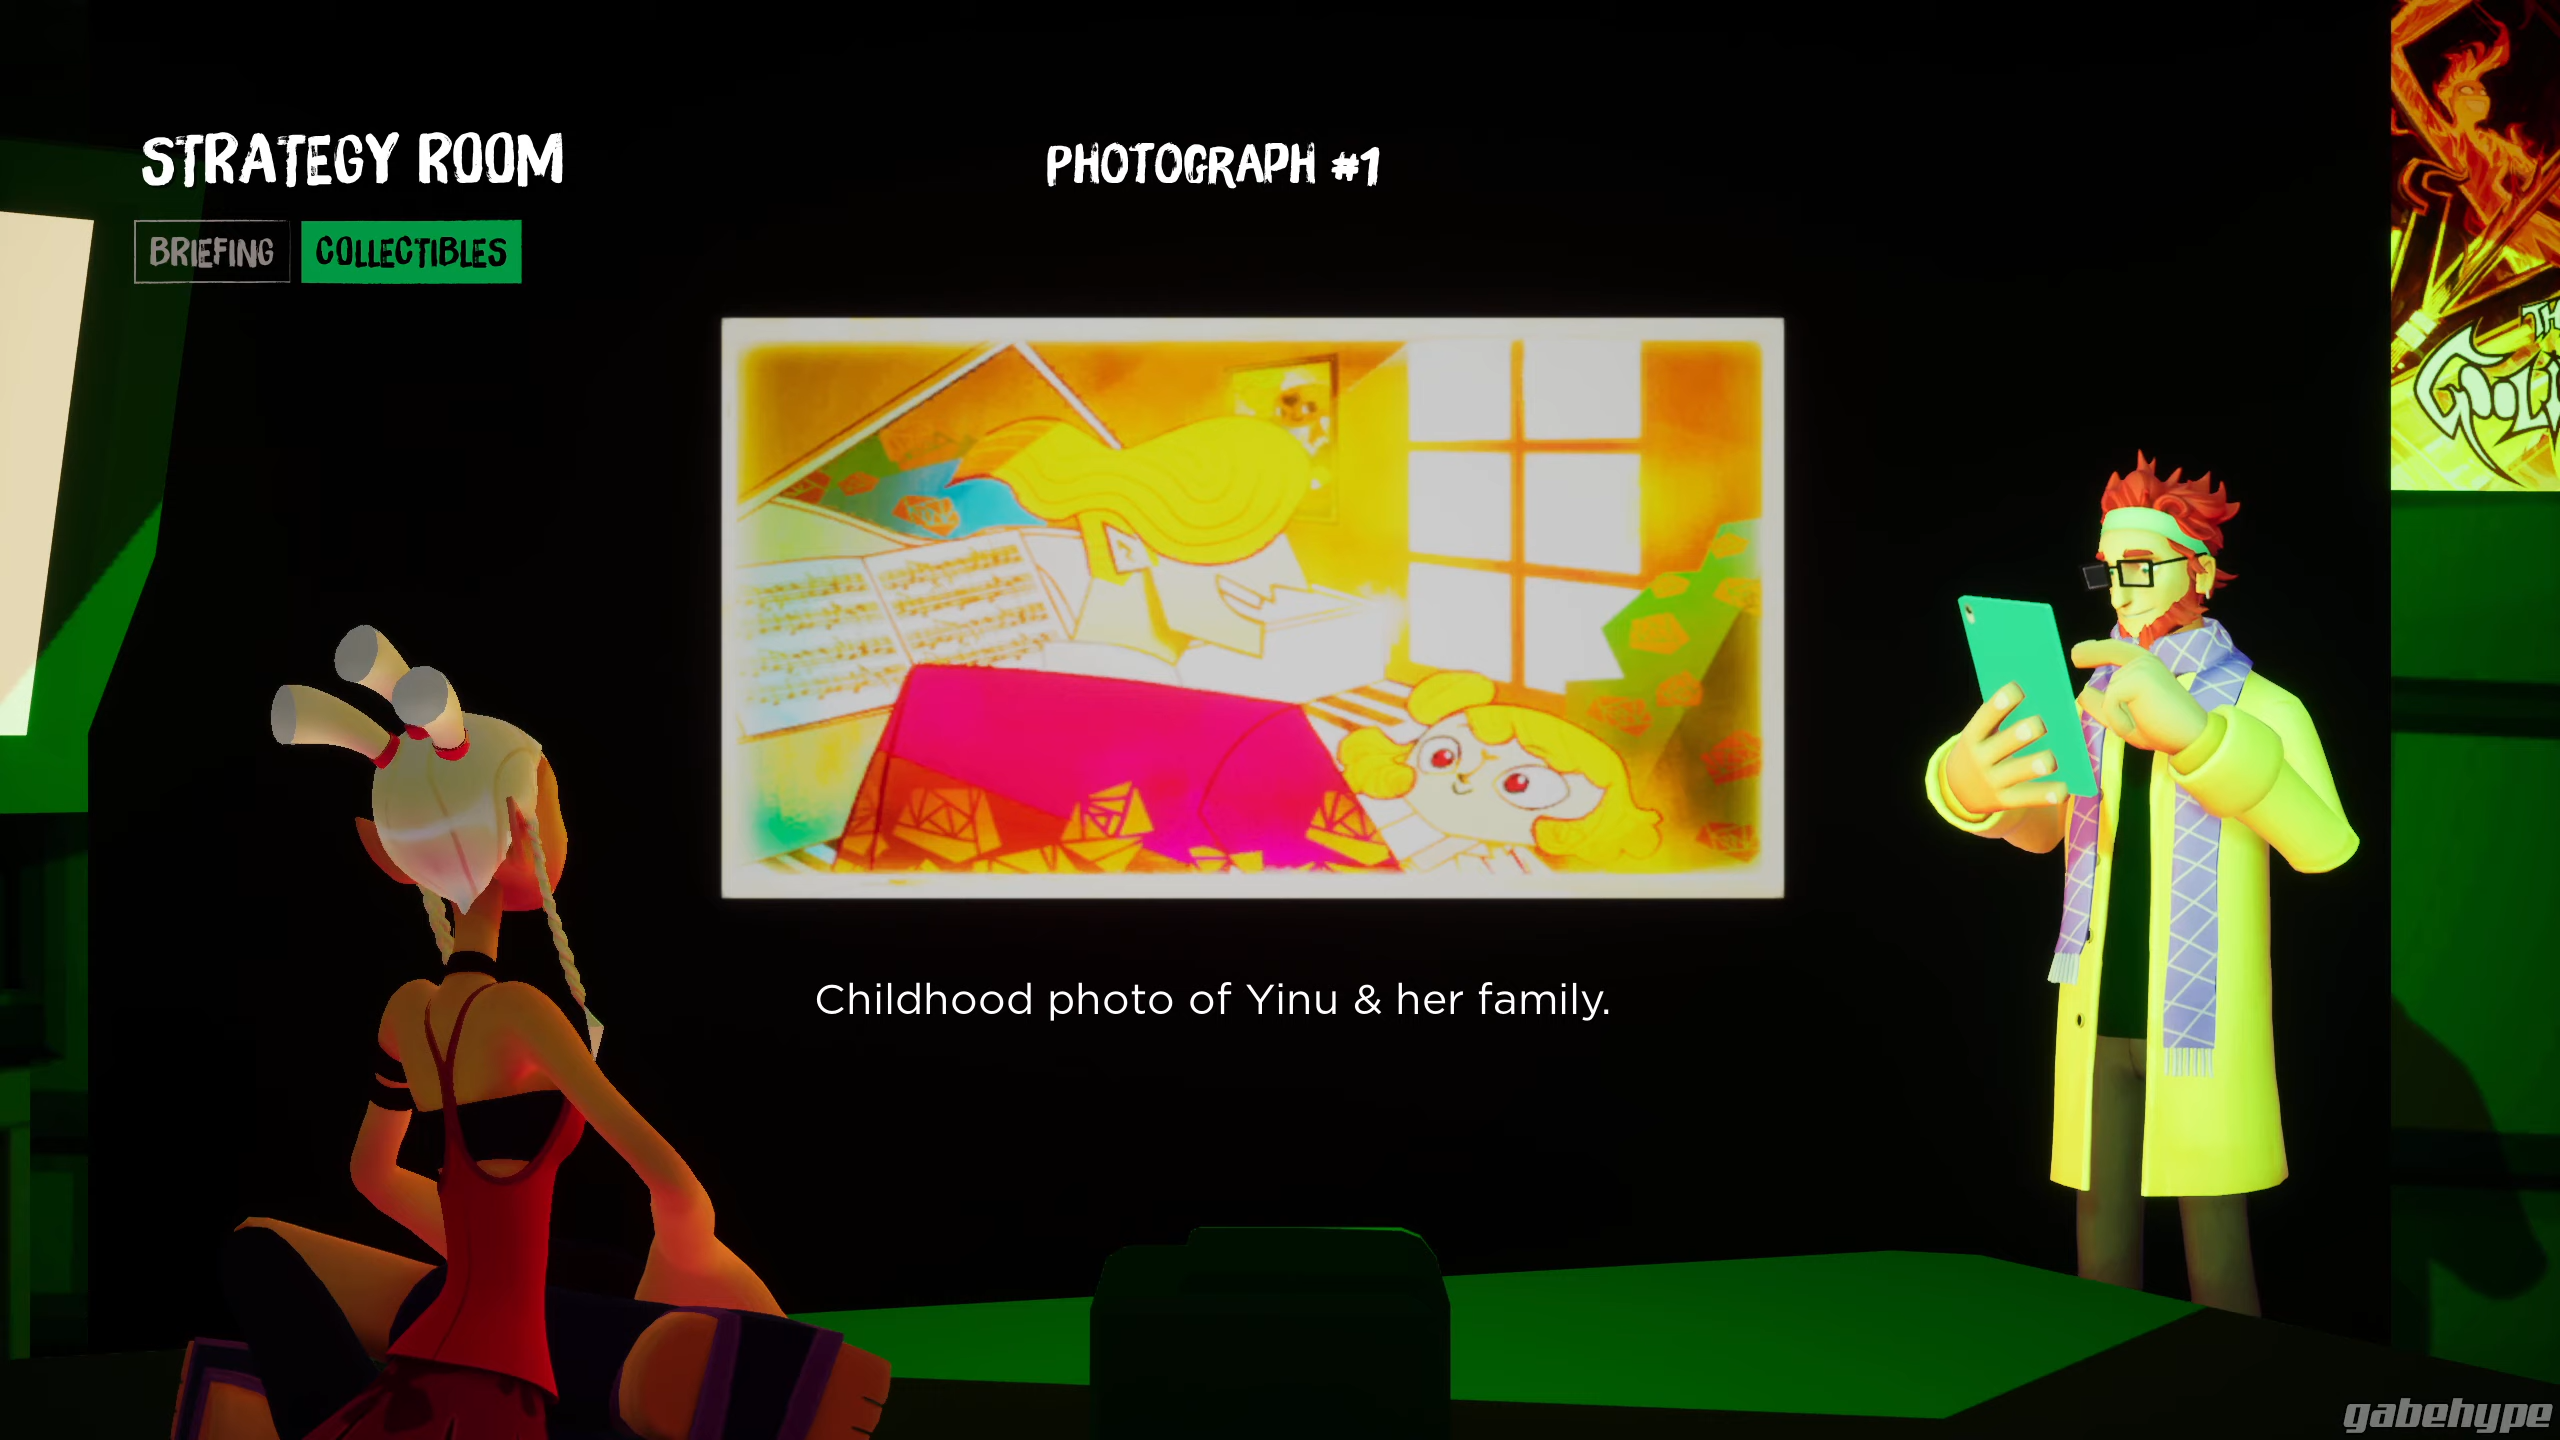 STRATEGY ROOM
PHOTOGRAPH #1
BRIEFING
COLLECTIBLES
Childhood photo of Yinu & her family.
gabehype